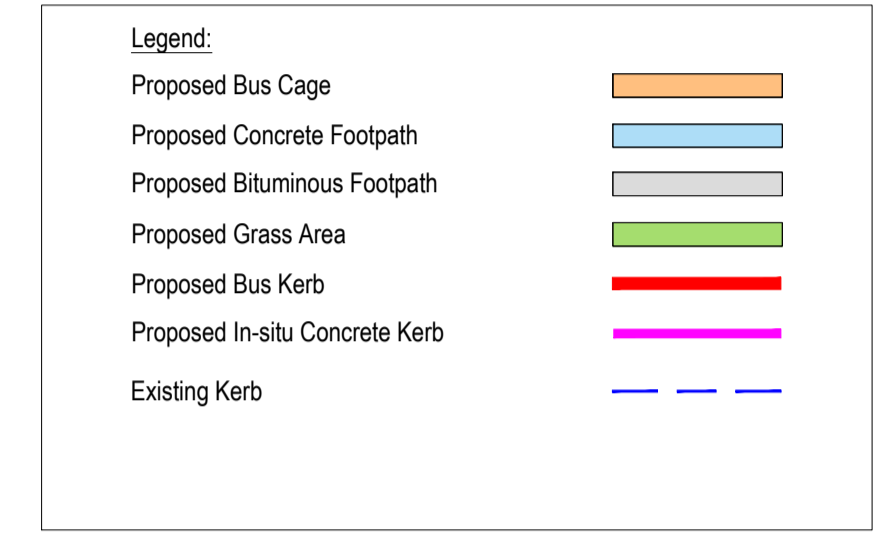 Legend:
Proposed Bus Cage
Proposed Concrete Footpath
Proposed Bituminous Footpath
Proposed Grass Area
Proposed Bus Kerb
Proposed In-situ Concrete Kerb
Existing Kerb